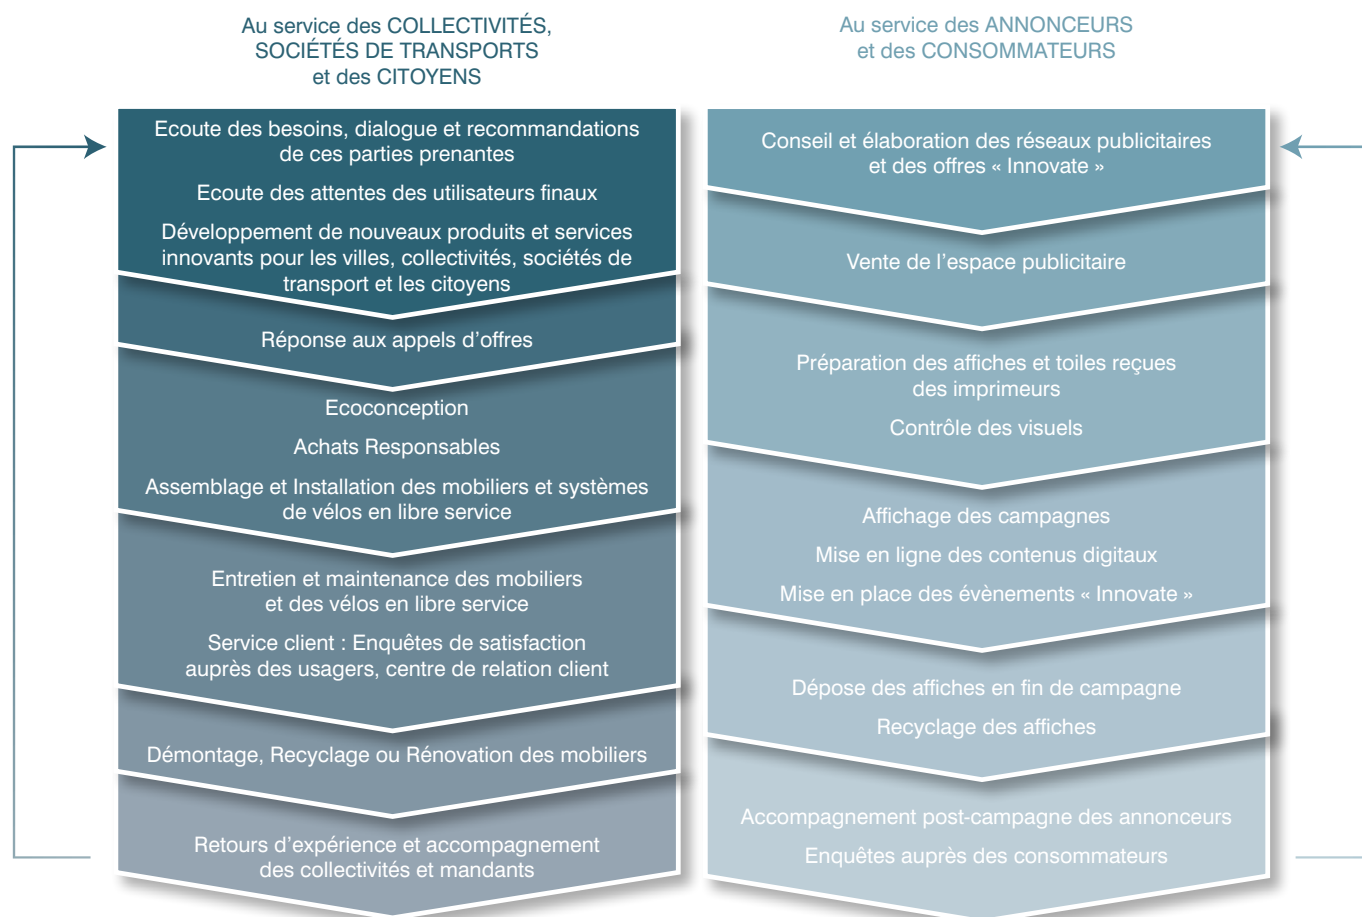 Au service des COLLECTIVITÉS,
SOCIÉTÉS DE TRANSPORTS
et des CITOYENS
Ecoute des besoins, dialogue et recommandations
de ces parties prenantes
Ecoute des attentes des utilisateurs finaux
Développement de nouveaux produits et services
innovants pour les villes, collectivités, sociétés de
transport et les citoyens
Réponse aux appels d’offres
Ecoconception
Achats Responsables
Assemblage et Installation des mobiliers et systèmes
de vélos en libre service
Entretien et maintenance des mobiliers
et des vélos en libre service
Service client : Enquêtes de satisfaction
auprès des usagers, centre de relation client
Démontage, Recyclage ou Rénovation des mobiliers
Retours d’expérience et accompagnement
des collectivités et mandants
Au service des ANNONCEURS
et des CONSOMMATEURS
Conseil et élaboration des réseaux publicitaires
et des offres « Innovate »
Vente de l’espace publicitaire
Préparation des affiches et toiles reçues
des imprimeurs
Contrôle des visuels
Affichage des campagnes
Mise en ligne des contenus digitaux
Mise en place des évènements « Innovate »
Dépose des affiches en fin de campagne
Recyclage des affiches
Accompagnement post-campagne des annonceurs
Enquêtes auprès des consommateurs